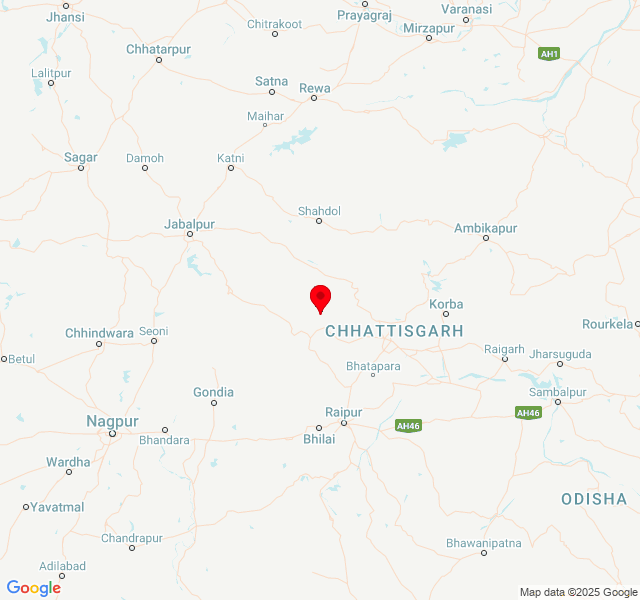 Jhansi
Chitrakoot
Prayagraj
Varanasi
Mirzapur
Chhatarpur
AH1
Lalitpur
Satna
Rewa
Maihar
Sagar
Damoh
Katni
Shahdol
Jabalpur
Ambikapur
Korba
CHHATTISGARH
Rourkela
Chhindwara
Seoni
Betul
Raigarh
Jharsuguda
Bhatapara
Gondia
Sambalpur
Nagpur
Raipur
AH46
AH46
Bhandara
Bhilai
Wardha
ODISHA
Yavatmal
Chandrapur
Bhawanipatna
Adilabad
Google
Map data ©2025 Google